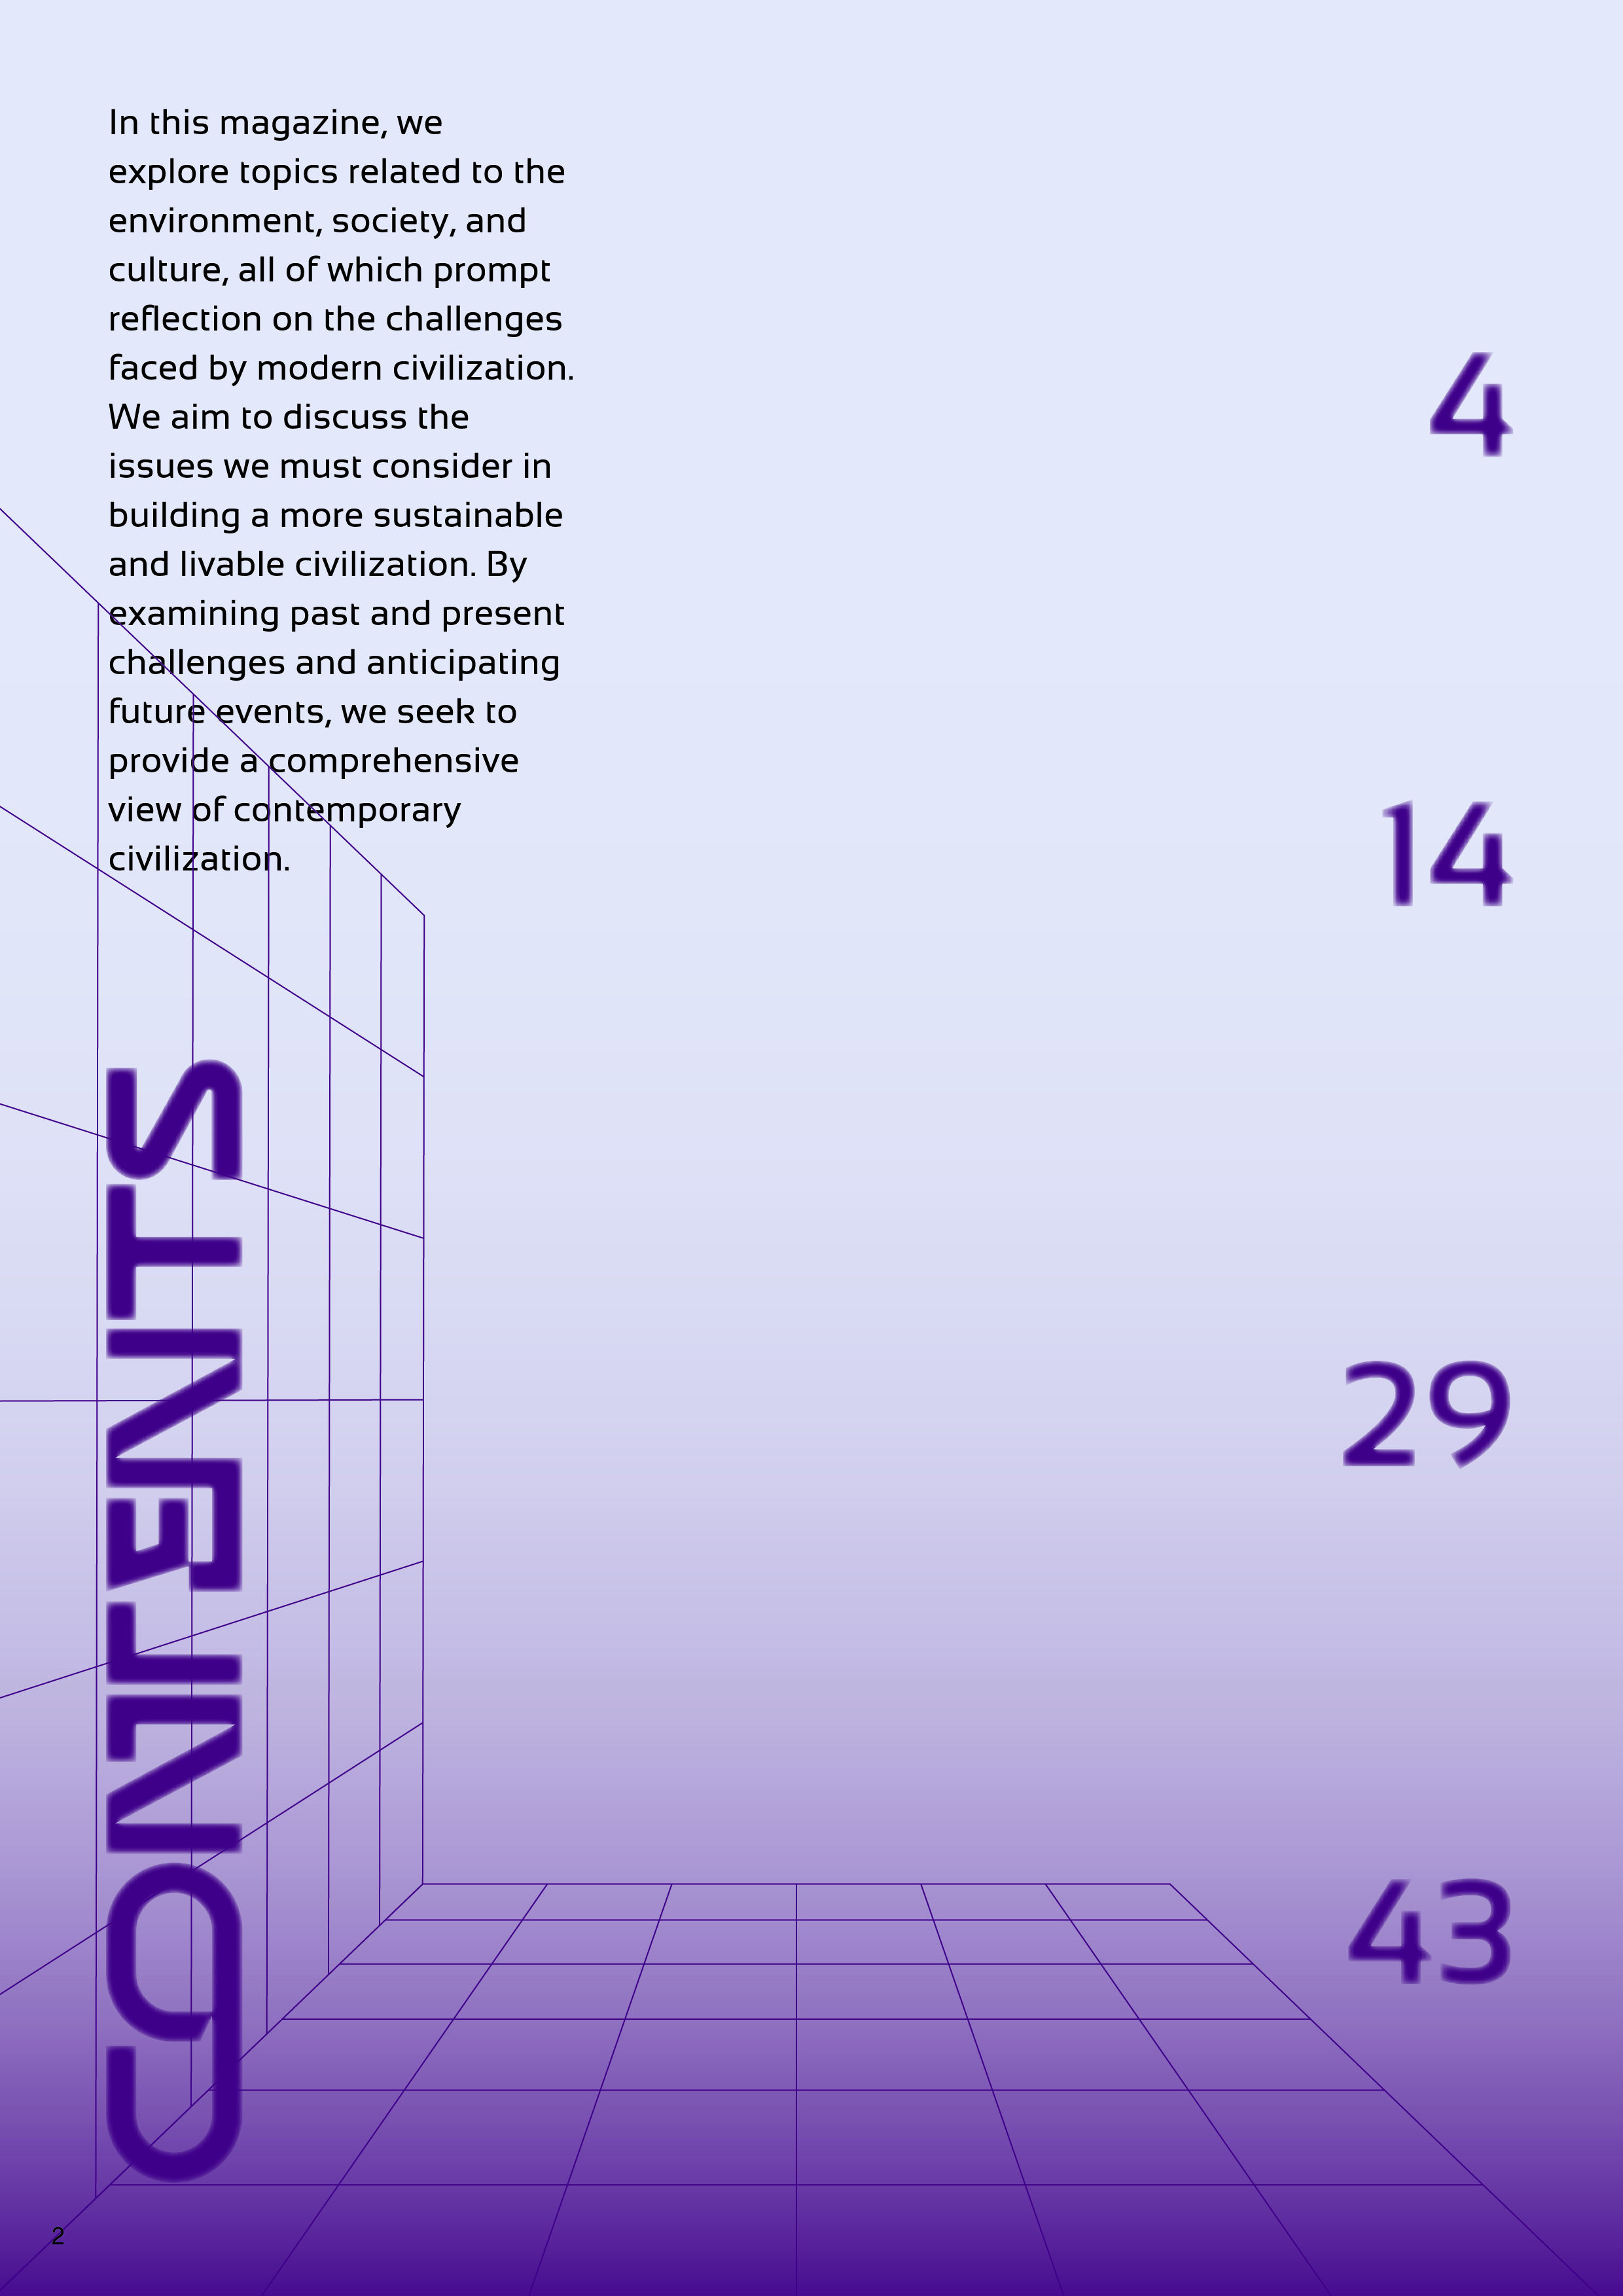 In this magazine, we
explore topics related to the
environment, society, and
culture, all of which prompt
reflection on the challenges
faced by modern civilization.
We aim to discuss the
issues we must consider in
building a more sustainable
and livable civilization. By
examining past and present
challenges and anticipating
future events, we seek to
provide a comprehensive
view of contemporary
civilization.
CONTENTS
4
14
29
43
2